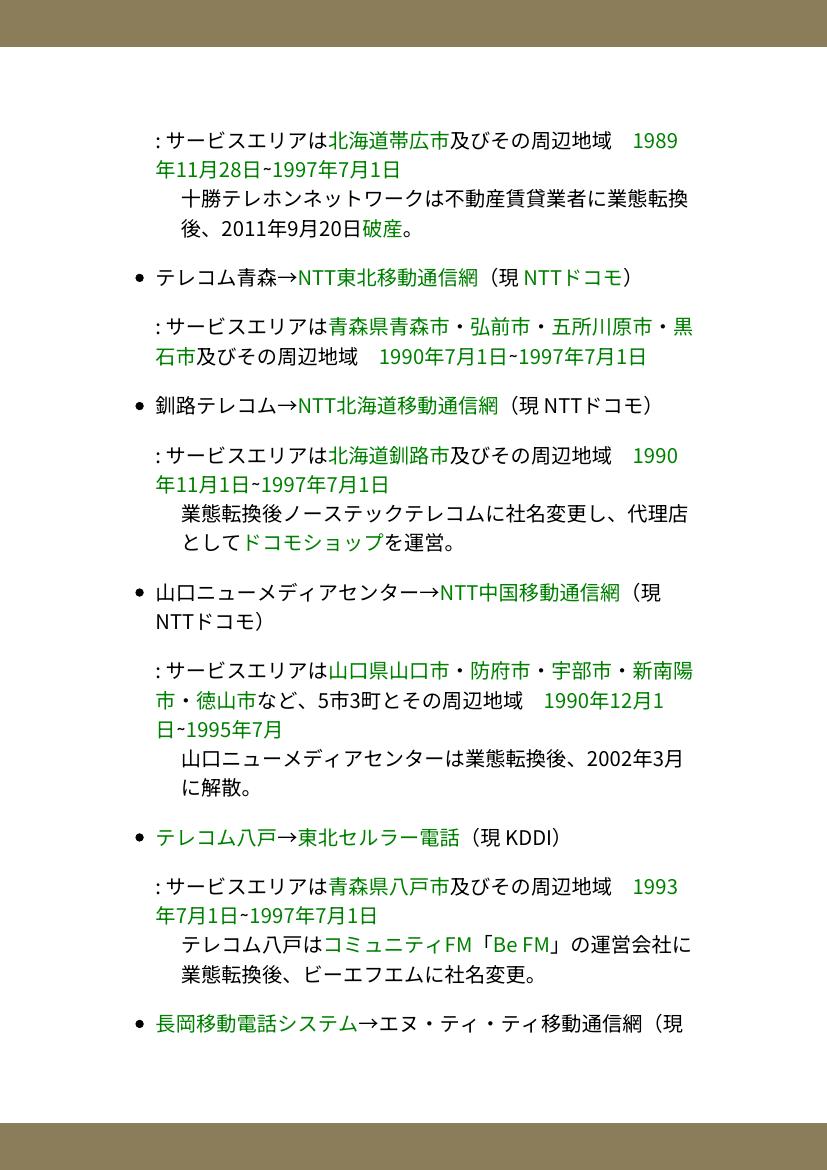 : サービスエリアは北海道帯広市及びその周辺地域　1989
年11月28日~1997年7月1日
十勝テレホンネットワークは不動産賃貸業者に業態転換
後、2011年9月20日破産。
• テレコム青森→NTT東北移動通信網（現 NTTドコモ）
: サービスエリアは青森県青森市・弘前市・五所川原市・黒
石市及びその周辺地域　1990年7月1日~1997年7月1日
• 釧路テレコム→NTT北海道移動通信網（現 NTTドコモ）
: サービスエリアは北海道釧路市及びその周辺地域　1990
年11月1日~1997年7月1日
業態転換後ノーステックテレコムに社名変更し、代理店
としてドコモショップを運営。
• 山口ニューメディアセンター→NTT中国移動通信網（現
NTTドコモ）
: サービスエリアは山口県山口市・防府市・宇部市・新南陽
市・徳山市など、5市3町とその周辺地域　1990年12月1
日~1995年7月
山口ニューメディアセンターは業態転換後、2002年3月
に解散。
• テレコム八戸→東北セルラー電話（現 KDDI）
: サービスエリアは青森県八戸市及びその周辺地域　1993
年7月1日~1997年7月1日
テレコム八戸はコミュニティFM「Be FM」の運営会社に
業態転換後、ビーエフエムに社名変更。
• 長岡移動電話システム→エヌ・ティ・ティ移動通信網（現